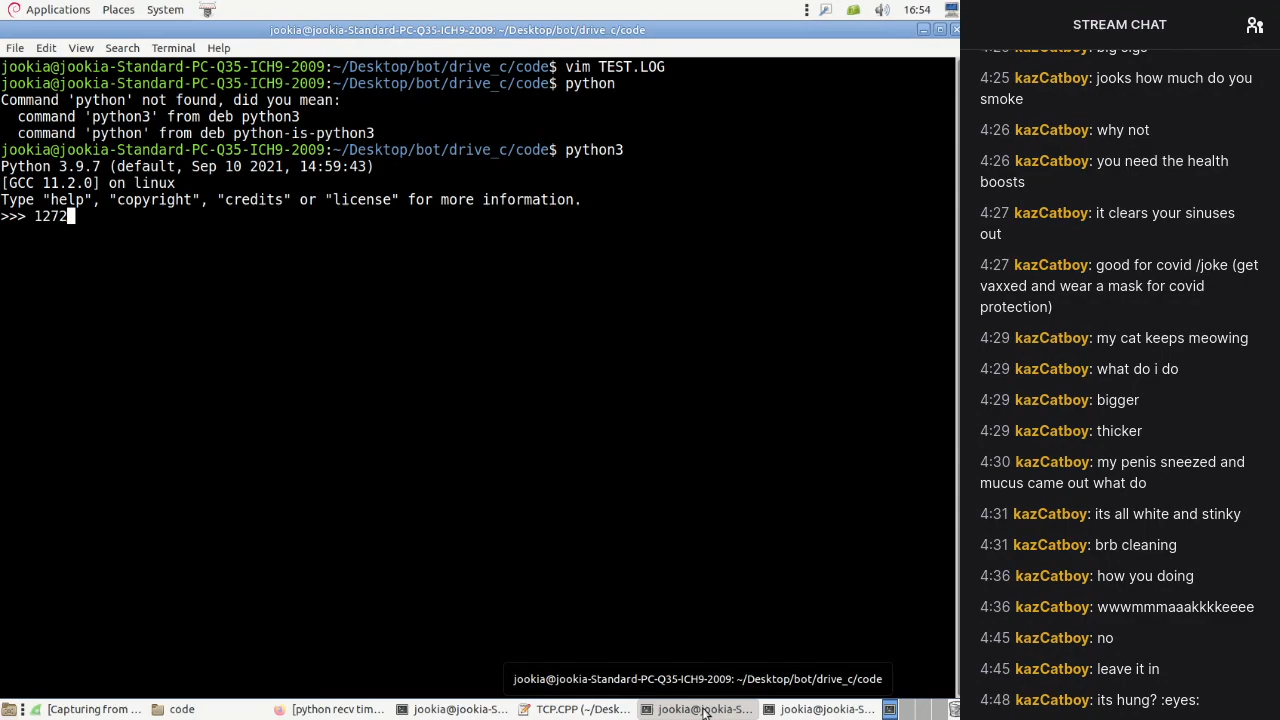 Applications Places System 16:54
jookia@jookia-Standard-PC-Q35-ICH9-2009: ~/Desktop/bot/drive_c/code
File Edit View Search Terminal Help
jookia@jookia-Standard-PC-Q35-ICH9-2009:~/Desktop/bot/drive_c/code$ vim TEST.LOG
jookia@jookia-Standard-PC-Q35-ICH9-2009:~/Desktop/bot/drive_c/code$ python
Command 'python' not found, did you mean:
command 'python3' from deb python3
command 'python' from deb python-is-python3
jookia@jookia-Standard-PC-Q35-ICH9-2009:~/Desktop/bot/drive_c/code$ python3
Python 3.9.7 (default, Sep 10 2021, 14:59:43)
[GCC 11.2.0] on linux
Type "help", "copyright", "credits" or "license" for more information.
>>> 1272
jookia@jookia-Standard-PC-Q35-ICH9-2009: ~/Desktop/bot/drive_c/code
[Capturing from ... code [python cv tim... jookia@jookia-S... TCP.CPP (~/Desk... jookia@jookia-S... jookia@jookia-S...
STREAM CHAT
4:25 kazCatboy: jooks how much do you
smoke
4:26 kazCatboy: why not
4:26 kazCatboy: you need the health
boosts
4:27 kazCatboy: it clears your sinuses
out
4:27 kazCatboy: good for covid /joke (get
vaxxed and wear a mask for covid
protection)
4:29 kazCatboy: my cat keeps meowing
4:29 kazCatboy: what do i do
4:29 kazCatboy: bigger
4:29 kazCatboy: thicker
4:30 kazCatboy: my penis sneezed and
mucus came out what do
4:31 kazCatboy: its all white and stinky
4:31 kazCatboy: brb cleaning
4:36 kazCatboy: how you doing
4:36 kazCatboy: wwwmmmaaakkkkeeee
4:45 kazCatboy: no
4:45 kazCatboy: leave it in
4:48 kazCatboy: its hung? :eyes: